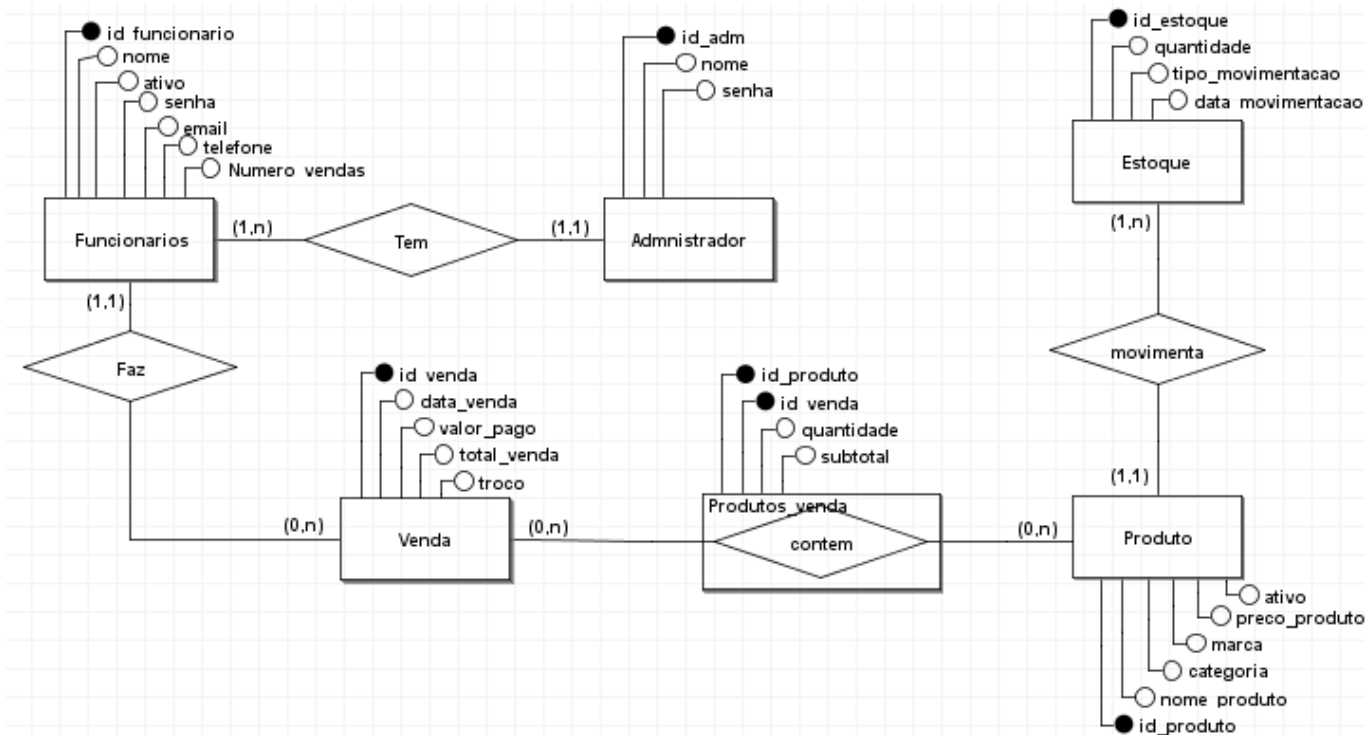 id funcionario
nome
ativo
senha
email
telefone
Numero vendas
Funcionarios
(1,n)
Tem
(1,1)
id_adm
nome
senha
Admnistrador
id_estoque
quantidade
tipo_movimentacao
data movimentacao
Estoque
(1,n)
movimenta
(1,1)
(1,1)
Faz
(0,n)
id venda
data_venda
valor_pago
total_venda
troco
Venda
(0,n)
id_produto
id venda
quantidade
subtotal
Produtos_venda
contem
(0,n)
Produto
ativo
preco_produto
marca
categoria
nome produto
id_produto